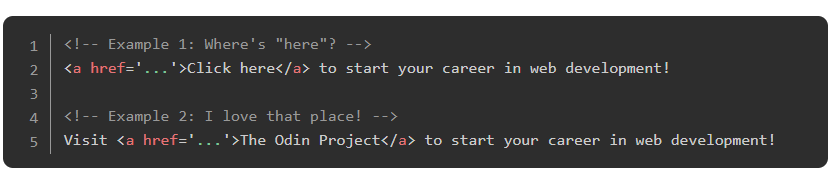 1 <!-- Example 1: Where's "here"? -->
2 <a href='...'>Click here</a> to start your career in web development!
3
4 <!-- Example 2: I love that place! -->
5 Visit <a href='...'>The Odin Project</a> to start your career in web development!